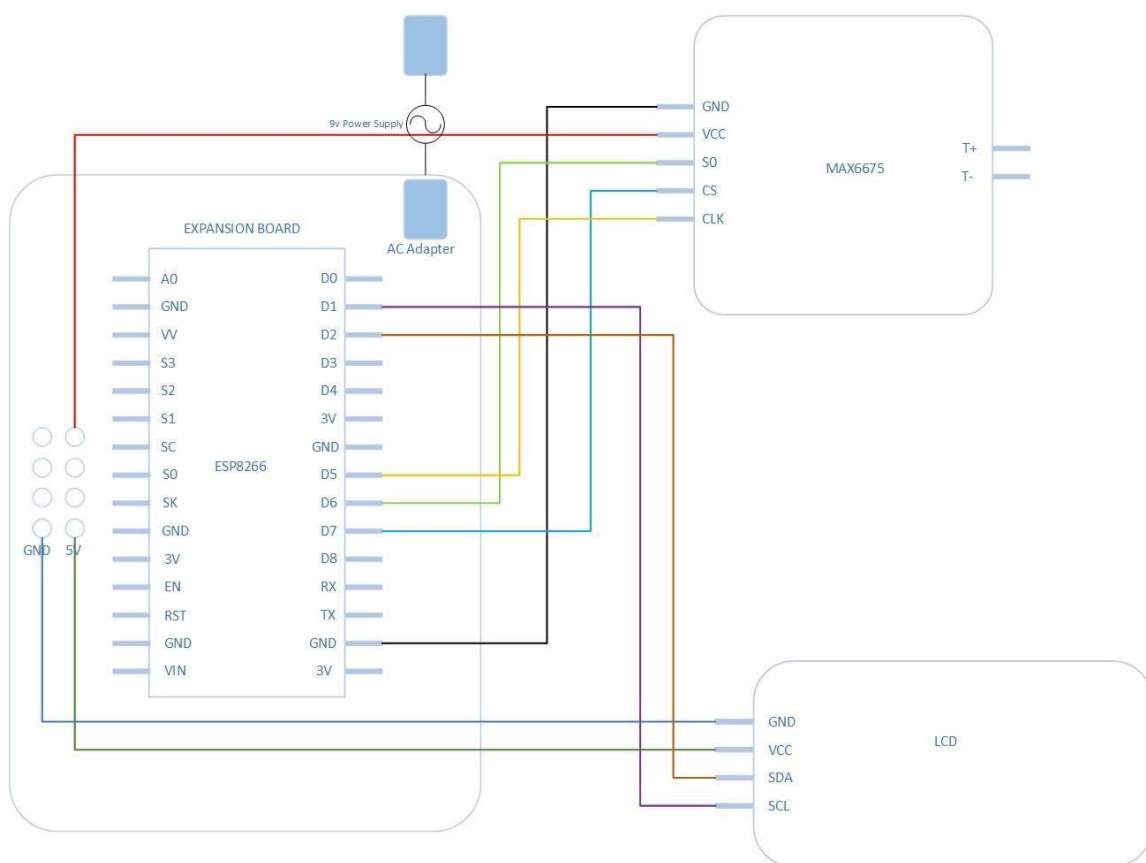 9v Power Supply
AC Adapter
EXPANSION BOARD
ESP8266
A0
GND
VV
S3
S2
S1
SC
S0
SK
GND
3V
EN
RST
GND
VIN
D0
D1
D2
D3
D4
3V
GND
D5
D6
D7
D8
RX
TX
GND
3V
GND 5V
GND
VCC
SO
CS
CLK
MAX6675
T+
T-
GND
VCC
SDA
SCL
LCD